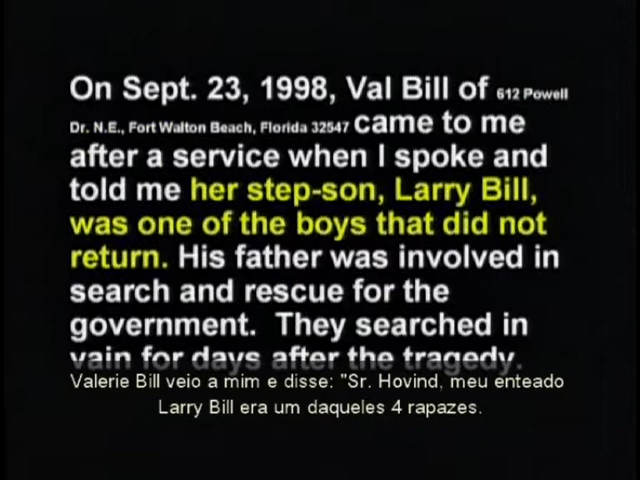 On Sept. 23, 1998, Val Bill of 612 Powell
Dr. N.E., Fort Walton Beach, Florida 32547 came to me
after a service when I spoke and
told me her step-son, Larry Bill,
was one of the boys that did not
return. His father was involved in
search and rescue for the
government.  They searched in
vain for days after the tragedy.
Valerie Bill veio a mim e disse: "Sr. Hovind, meu enteado
Larry Bill era um daqueles 4 rapazes.